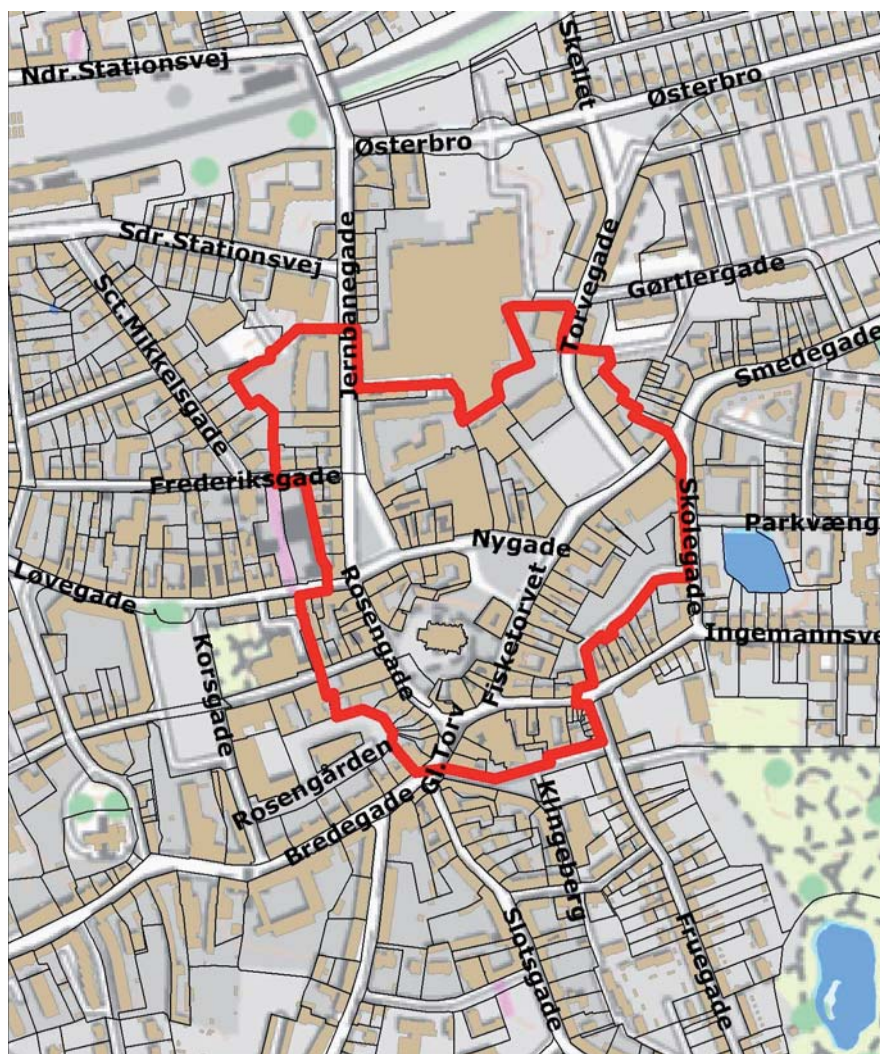 Ndr.Stationsvej
Skellet
Østerbro
Østerbro
Sdr.Stationsvej
Jernbanegade
Torvegade
Gørtlergade
Sct.Mikkelsgade
Smedegade
Frederiksgade
Skolegade
Parkvæng
Nygade
Løvegade
Rosengade
Fisketorvet
Korsgade
Ingemannsve
Gl.Torv
Rosengården
Bredegade
Klingeberg
Slotsgade
Fruegade